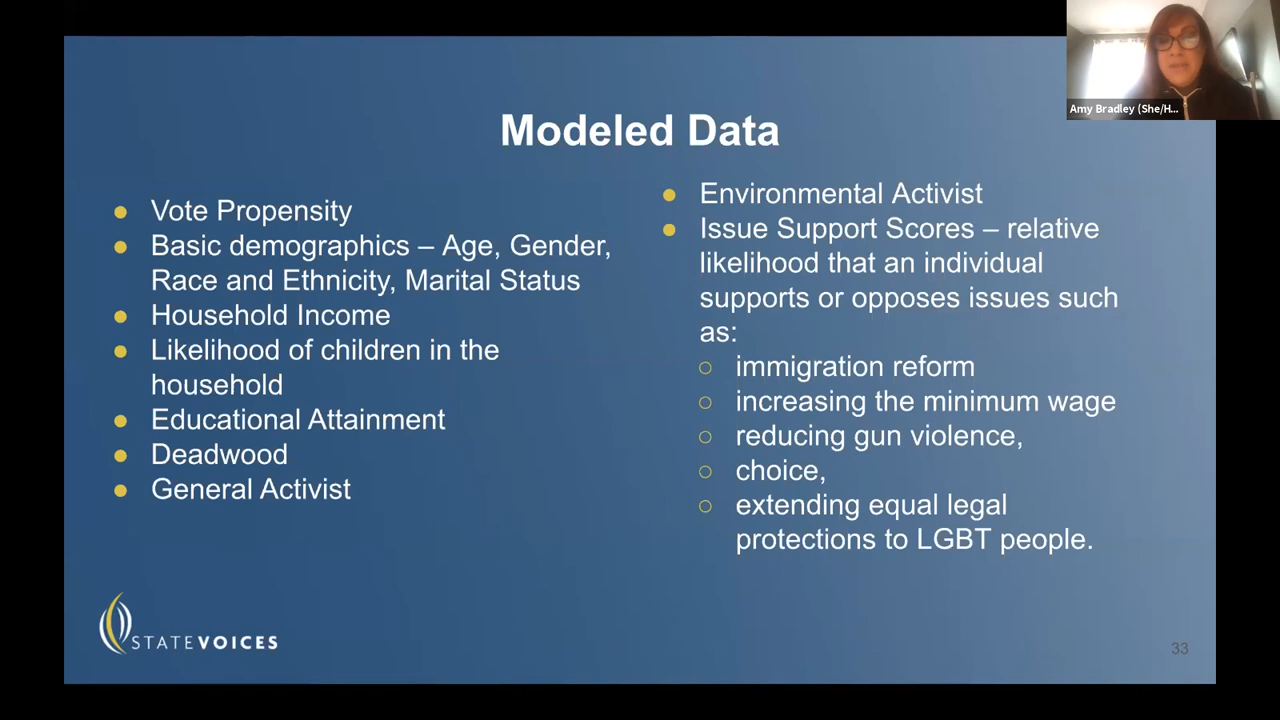 Modeled Data
● Vote Propensity
● Basic demographics – Age, Gender,
Race and Ethnicity, Marital Status
● Household Income
● Likelihood of children in the
household
● Educational Attainment
● Deadwood
● General Activist
● Environmental Activist
● Issue Support Scores – relative
likelihood that an individual
supports or opposes issues such
as:
○ immigration reform
○ increasing the minimum wage
○ reducing gun violence,
○ choice,
○ extending equal legal
protections to LGBT people.
STATEVOICES
33
Amy Bradley (She/H...